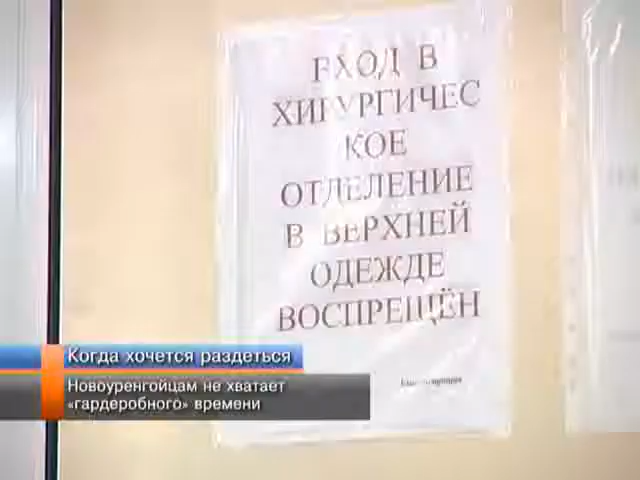 ВХОД В
ХИРУРГИЧЕС
КОЕ
ОТДЕЛЕНИЕ
В ВЕРХНЕЙ
ОДЕЖДЕ
ВОСПРЕЩЁН
Когда хочется раздеться
Новоуренгойцам не хватает
«гардеробного» времени